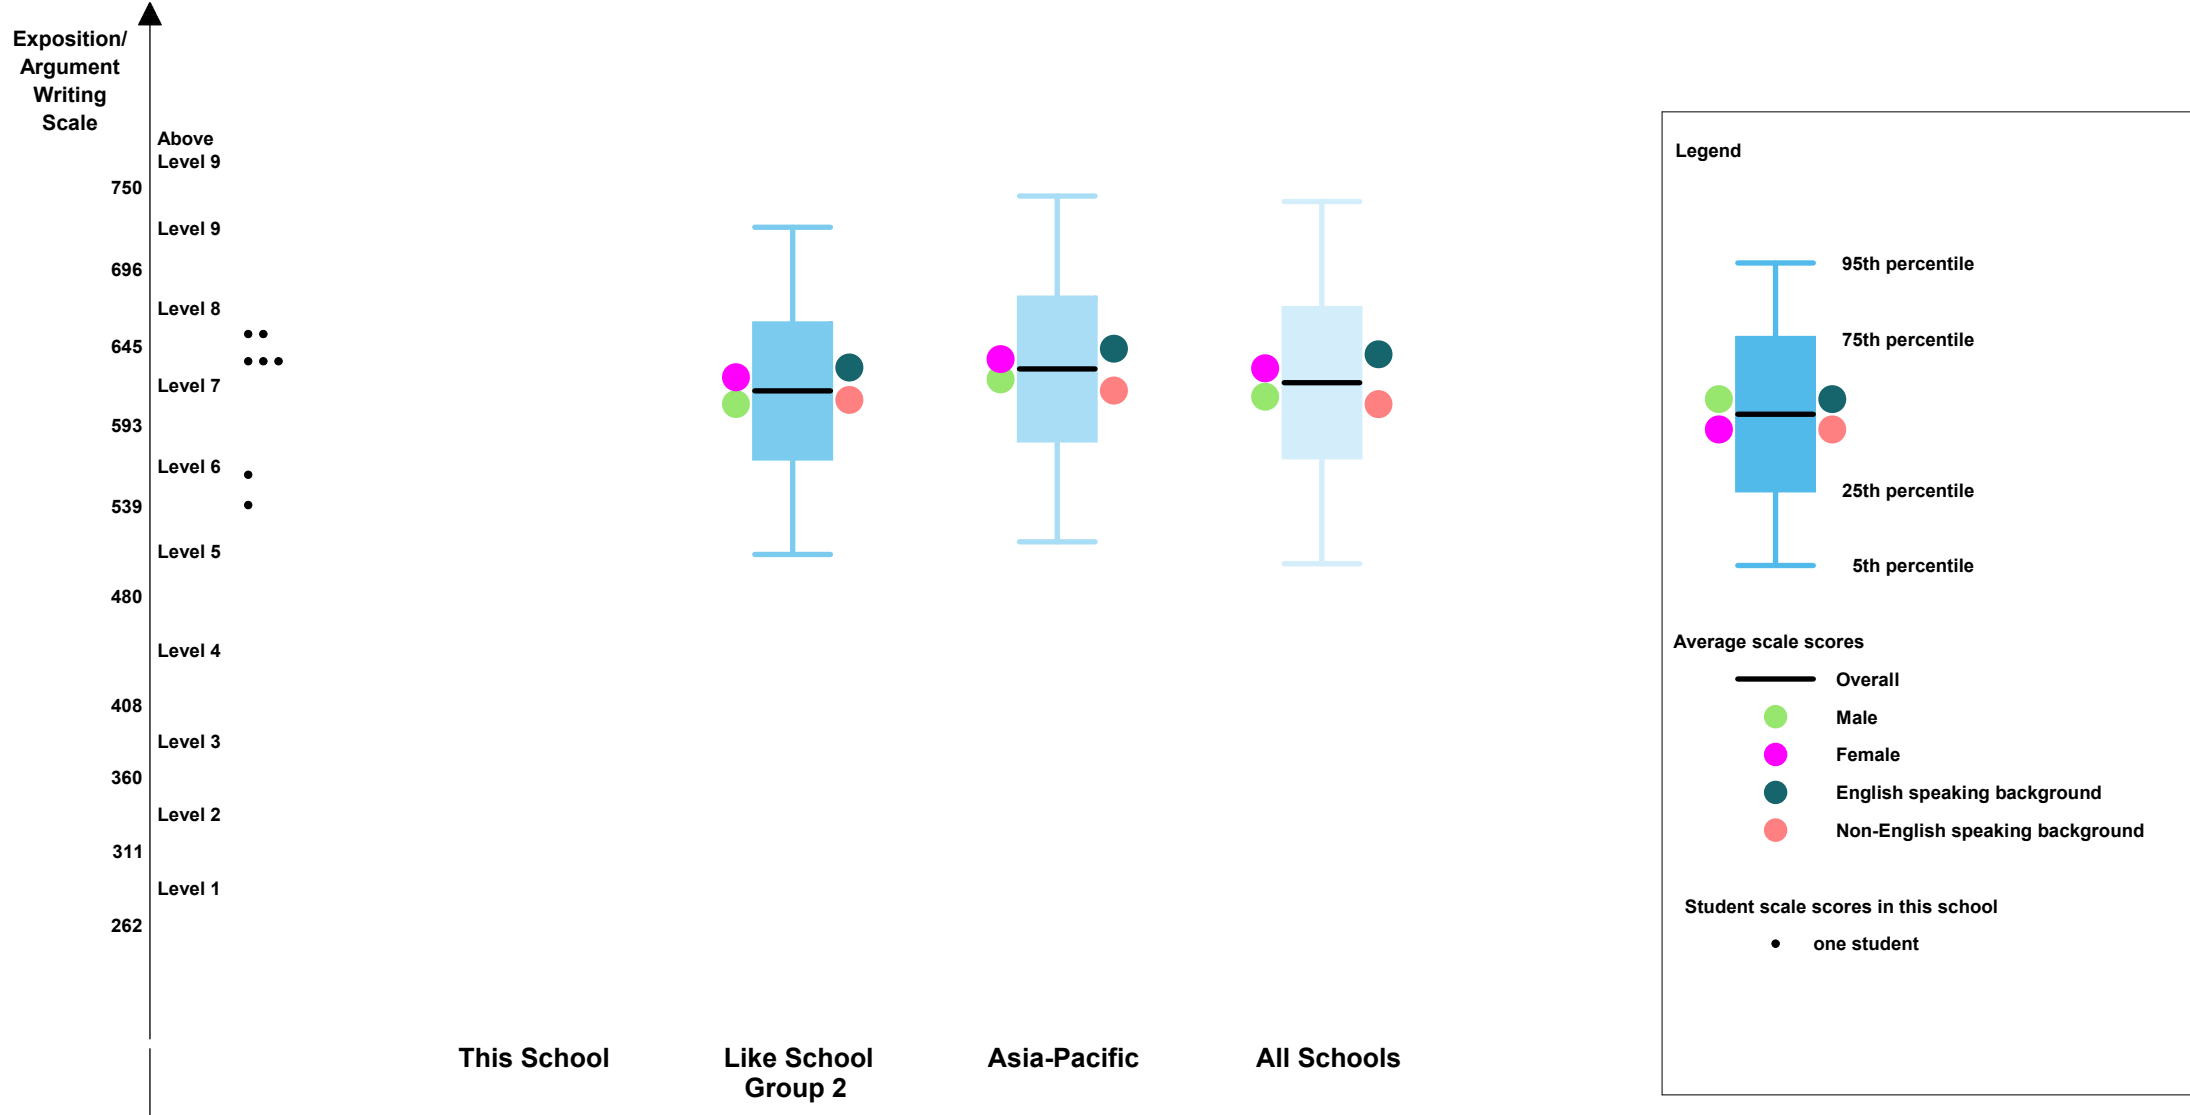 Exposition/
Argument
Writing
Scale
Above
Level 9
750
Level 9
696
Level 8
645
Level 7
593
Level 6
539
Level 5
480
Level 4
408
Level 3
360
Level 2
311
Level 1
262
This School
Like School
Group 2
Asia-Pacific
All Schools
Legend
95th percentile
75th percentile
25th percentile
5th percentile
Average scale scores
Overall
Male
Female
English speaking background
Non-English speaking background
Student scale scores in this school
one student